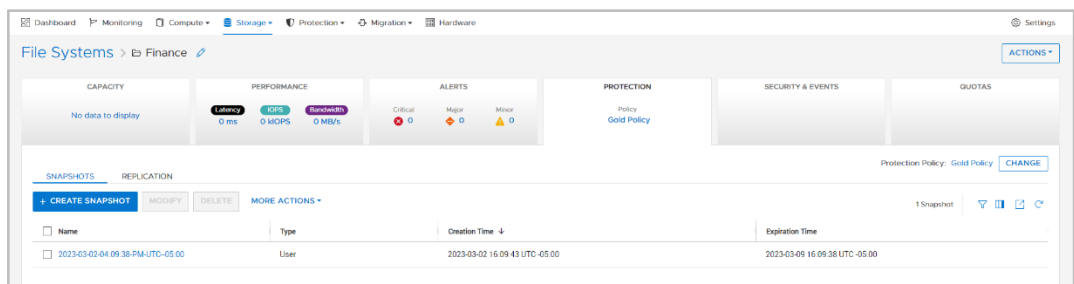 Dashboard Monitoring Compute Storage Protection Migration Hardware Settings
File Systems > Finance ACTIONS
CAPACITY PERFORMANCE ALERTS PROTECTION SECURITY & EVENTS QUOTAS
Latency IOPS Bandwidth Critical Major Minor Policy
No data to display 0 ms 0 kIOPS 0 MB/s 0 0 0 Gold Policy
Protection Policy: Gold Policy CHANGE
SNAPSHOTS REPLICATION
+ CREATE SNAPSHOT MODIFY DELETE MORE ACTIONS 1 Snapshot
Name Type Creation Time Expiration Time
2023-03-02-04:09:38-PM-UTC-05:00 User 2023-03-02 16:09:43 UTC -05:00 2023-03-09 16:09:38 UTC -05:00